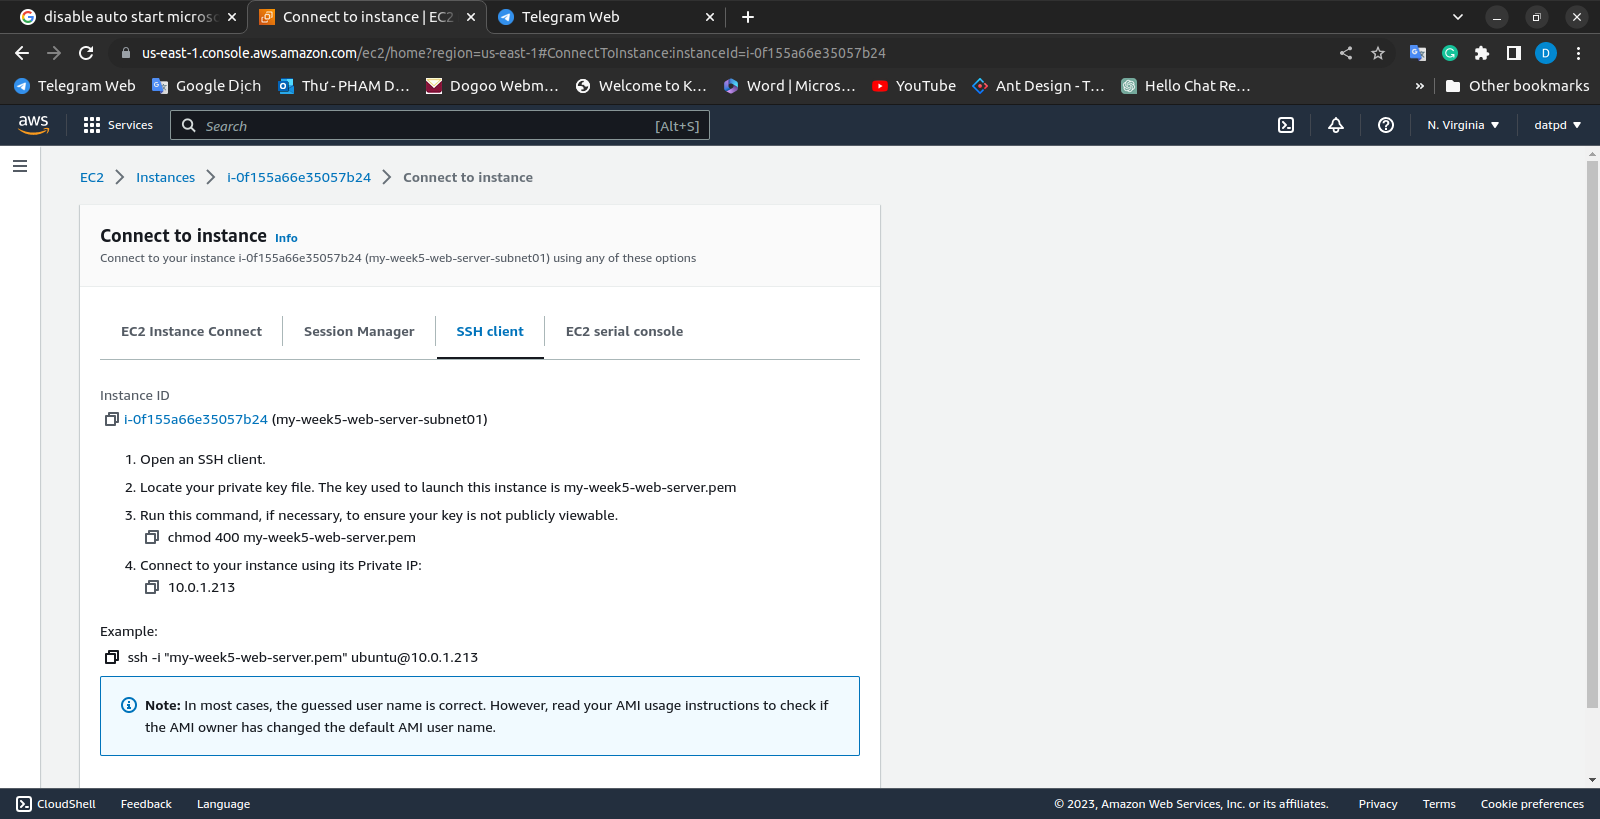 disable auto start micros
Connect to instance | EC2
Telegram Web
us-east-1.console.aws.amazon.com/ec2/home?region=us-east-1#ConnectToInstance:instanceId=i-0f155a66e35057b24
D
Telegram Web
Google Dịch
Thư - PHAM D...
Dogoo Webm...
Welcome to K...
Word | Micros...
YouTube
Ant Design - T...
Hello Chat Re...
»
Other bookmarks
aws
Services
Search
[Alt+S]
N. Virginia
datpd
EC2
Instances
i-0f155a66e35057b24
Connect to instance
Connect to instance Info
Connect to your instance i-0f155a66e35057b24 (my-week5-web-server-subnet01) using any of these options
EC2 Instance Connect
Session Manager
SSH client
EC2 serial console
Instance ID
i-0f155a66e35057b24 (my-week5-web-server-subnet01)
1. Open an SSH client.
2. Locate your private key file. The key used to launch this instance is my-week5-web-server.pem
3. Run this command, if necessary, to ensure your key is not publicly viewable.
chmod 400 my-week5-web-server.pem
4. Connect to your instance using its Private IP:
10.0.1.213
Example:
ssh -i "my-week5-web-server.pem" ubuntu@10.0.1.213
Note: In most cases, the guessed user name is correct. However, read your AMI usage instructions to check if
the AMI owner has changed the default AMI user name.
CloudShell
Feedback
Language
© 2023, Amazon Web Services, Inc. or its affiliates.
Privacy
Terms
Cookie preferences